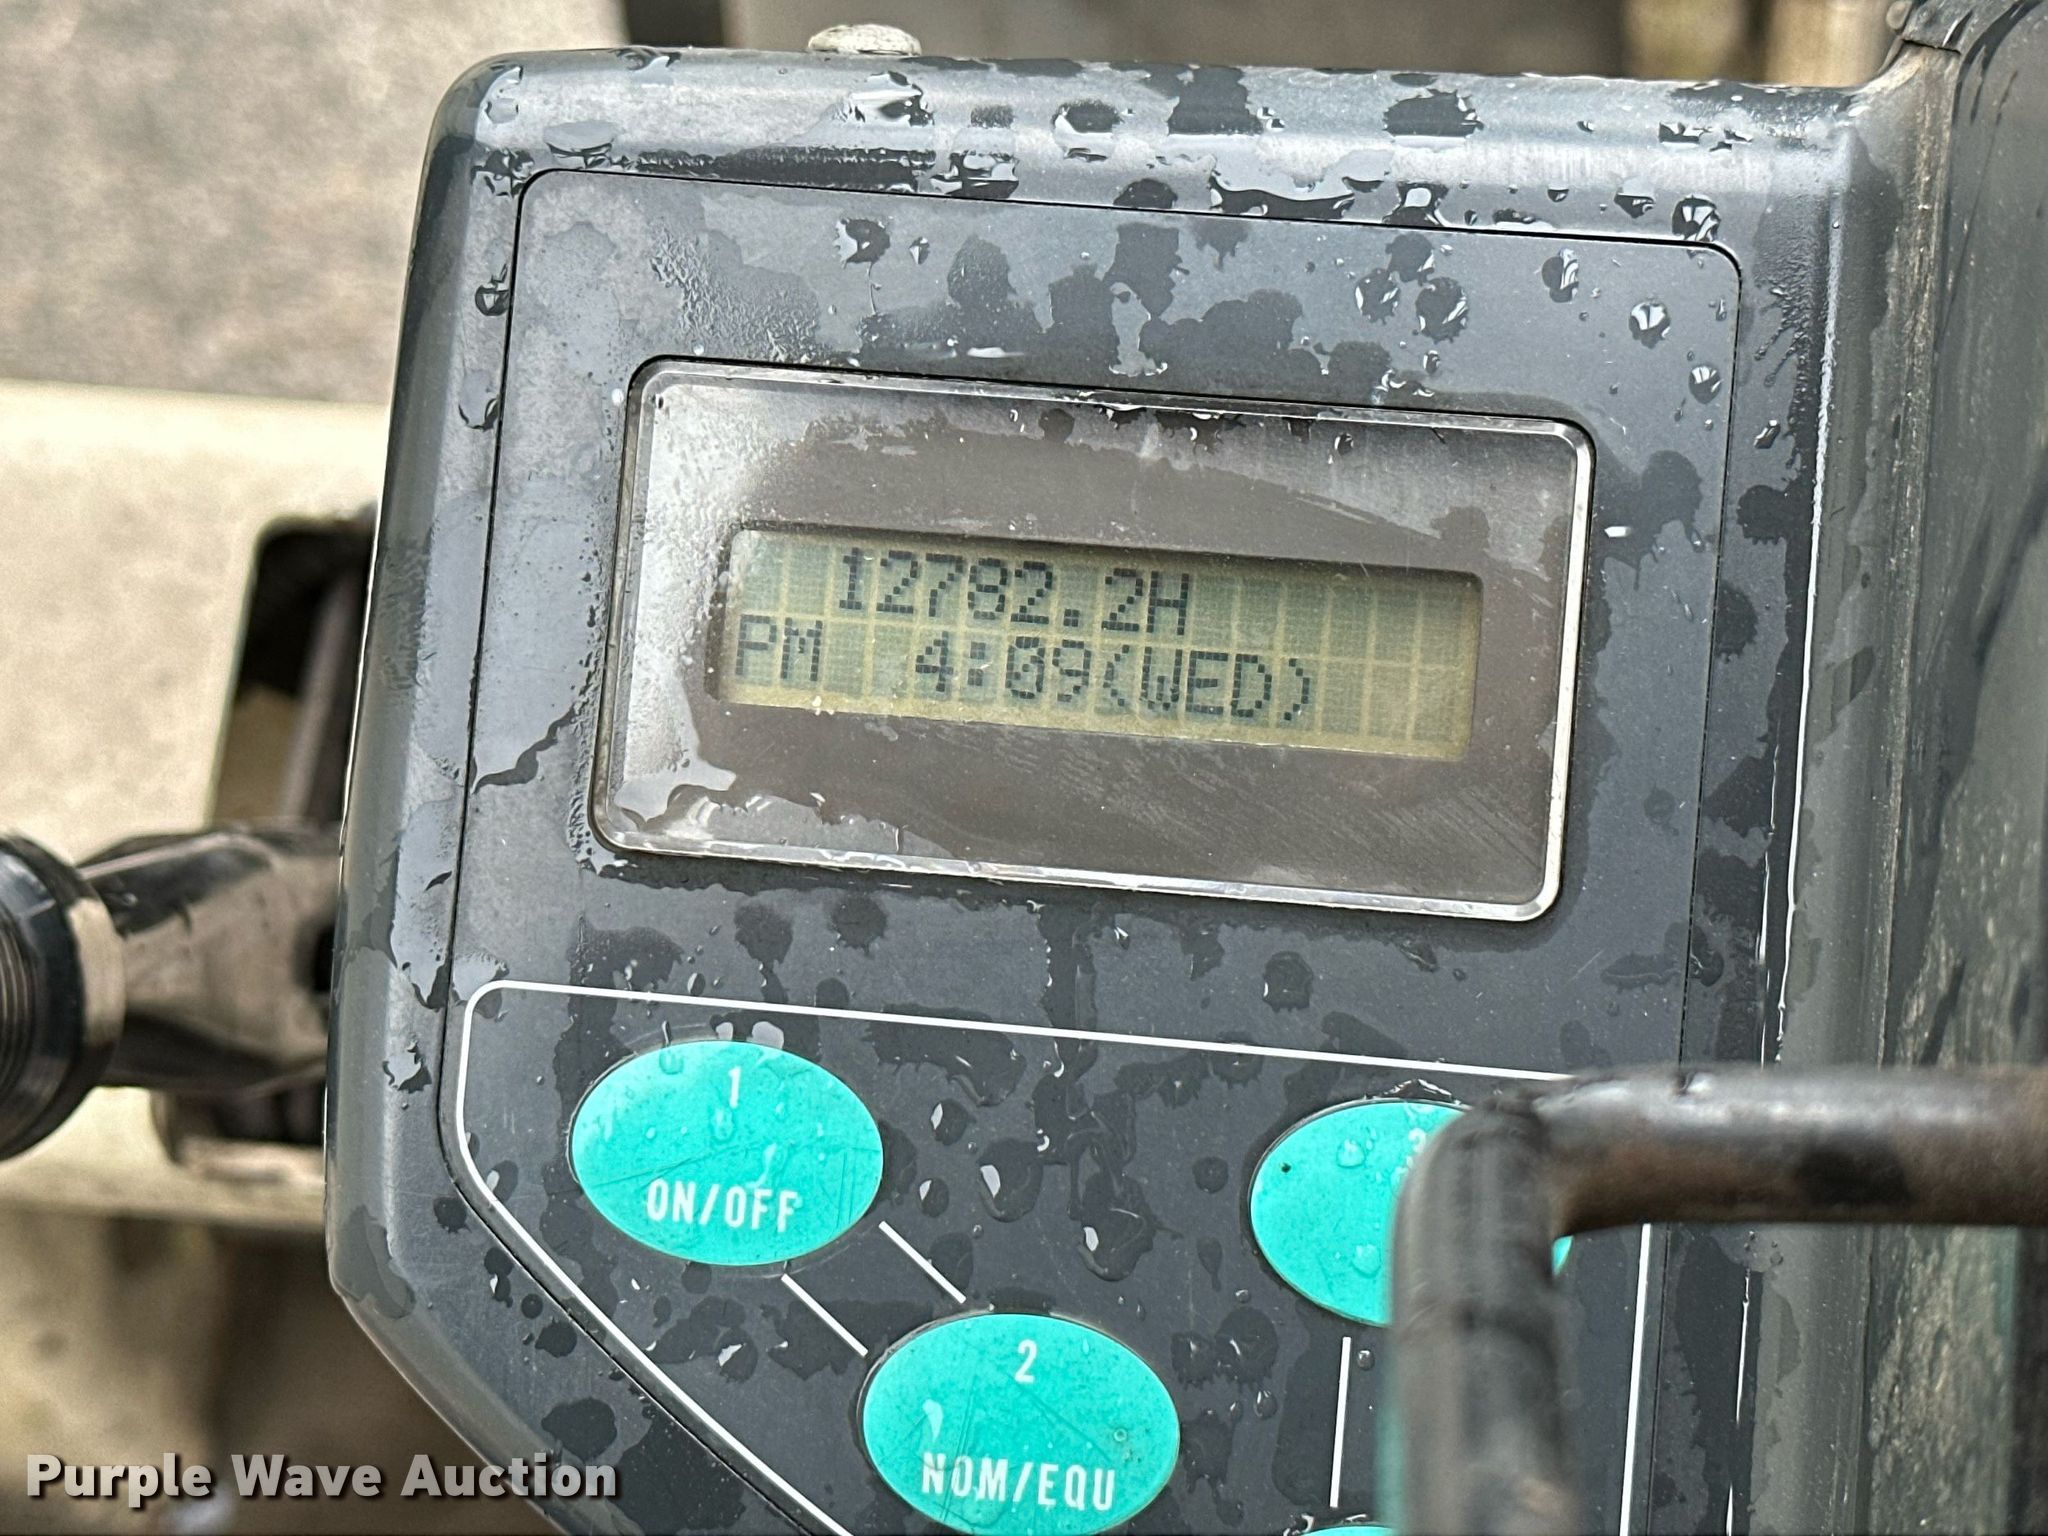 12782.2H
PM 4:09(WED)
1
ON/OFF
2
NOM/EQU
Purple Wave Auction